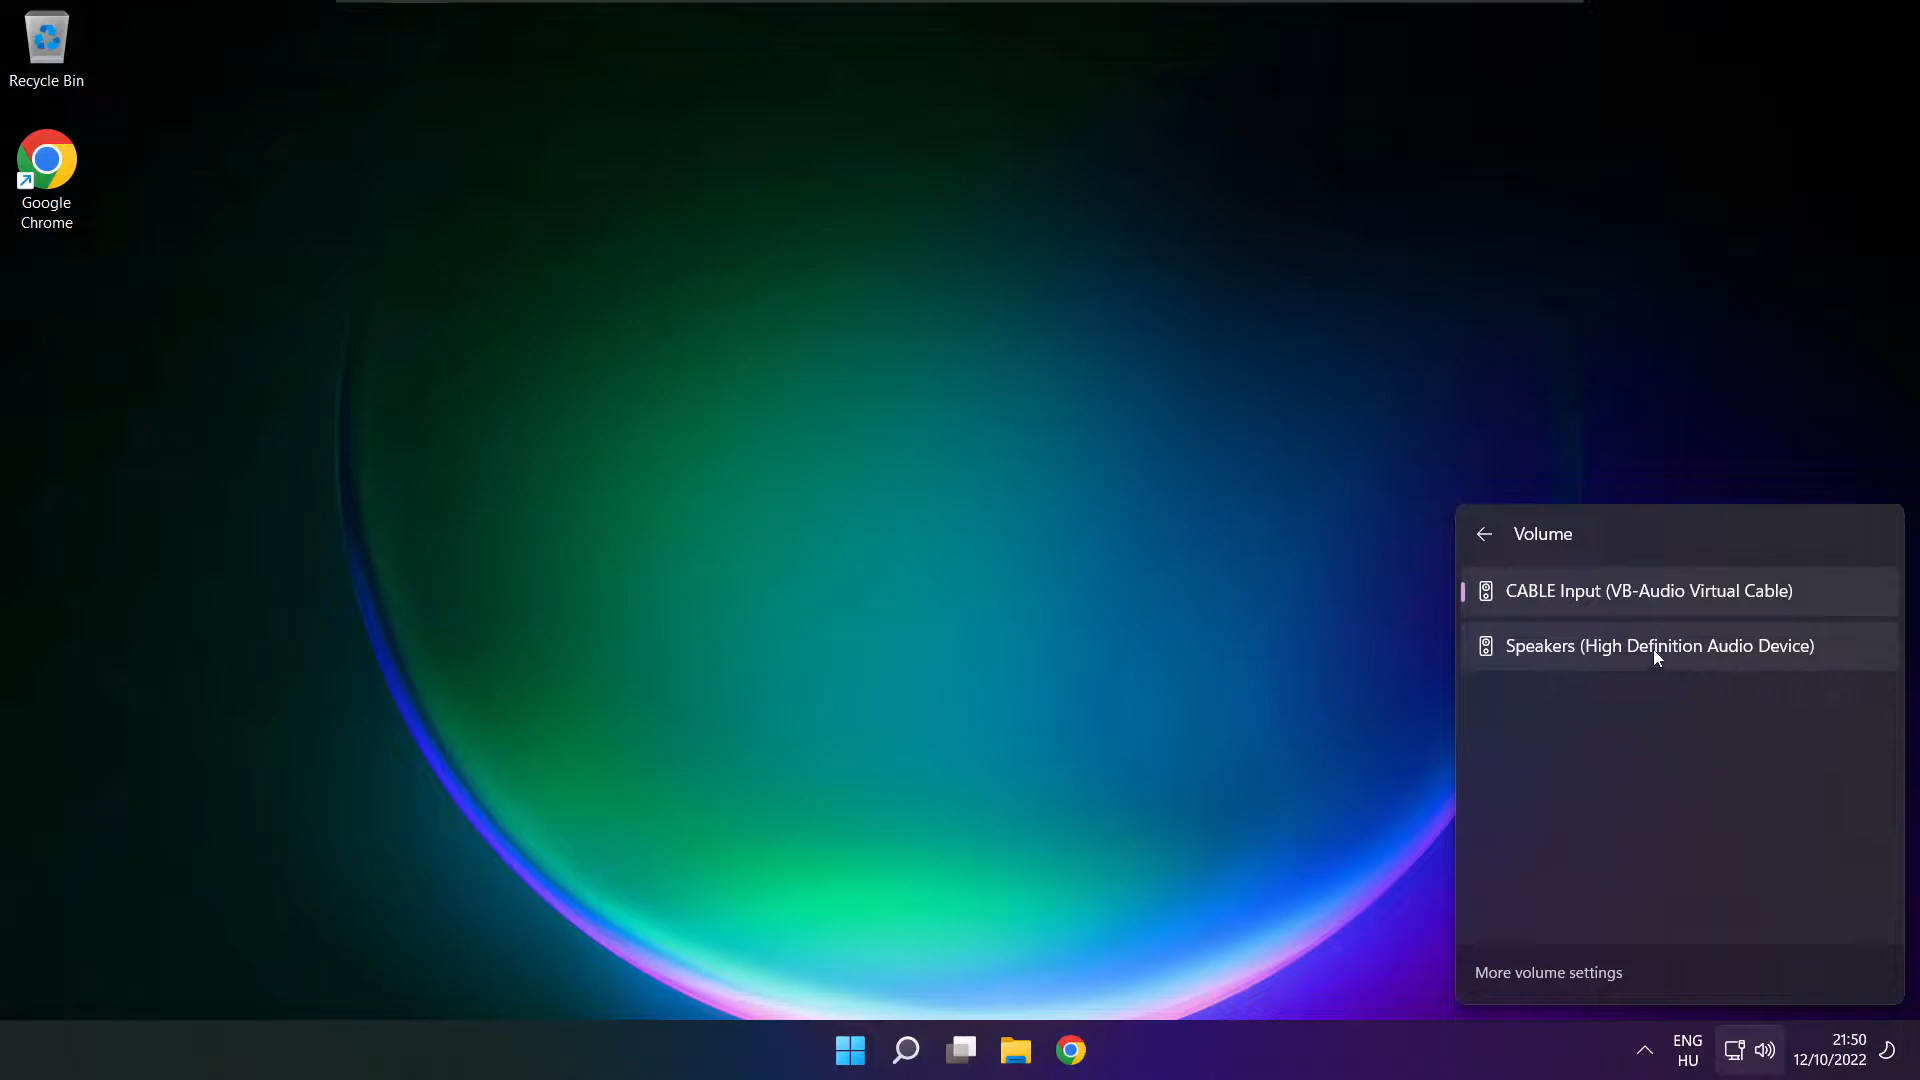 Recycle Bin
Google
Chrome
Volume
CABLE Input (VB-Audio Virtual Cable)
Speakers (High Definition Audio Device)
More volume settings
ENG
HU
21:50
12/10/2022